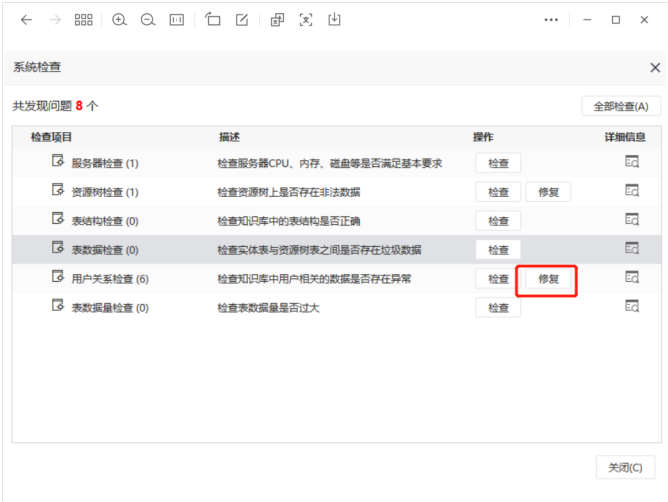 系统检查
共发现问题 8 个 全部检查(A)
检查项目 描述 操作 详细信息
服务器检查 (1) 检查服务器CPU、内存、磁盘等是否满足基本要求 检查
资源树检查 (1) 检查资源树上是否存在非法数据 检查 修复
表结构检查 (0) 检查知识库中的表结构是否正确 检查
表数据检查 (0) 检查实体表与资源树表之间是否存在垃圾数据 检查
用户关系检查 (6) 检查知识库中用户相关的数据是否存在异常 检查 修复
表数据量检查 (0) 检查表数据量是否过大 检查
关闭(C)